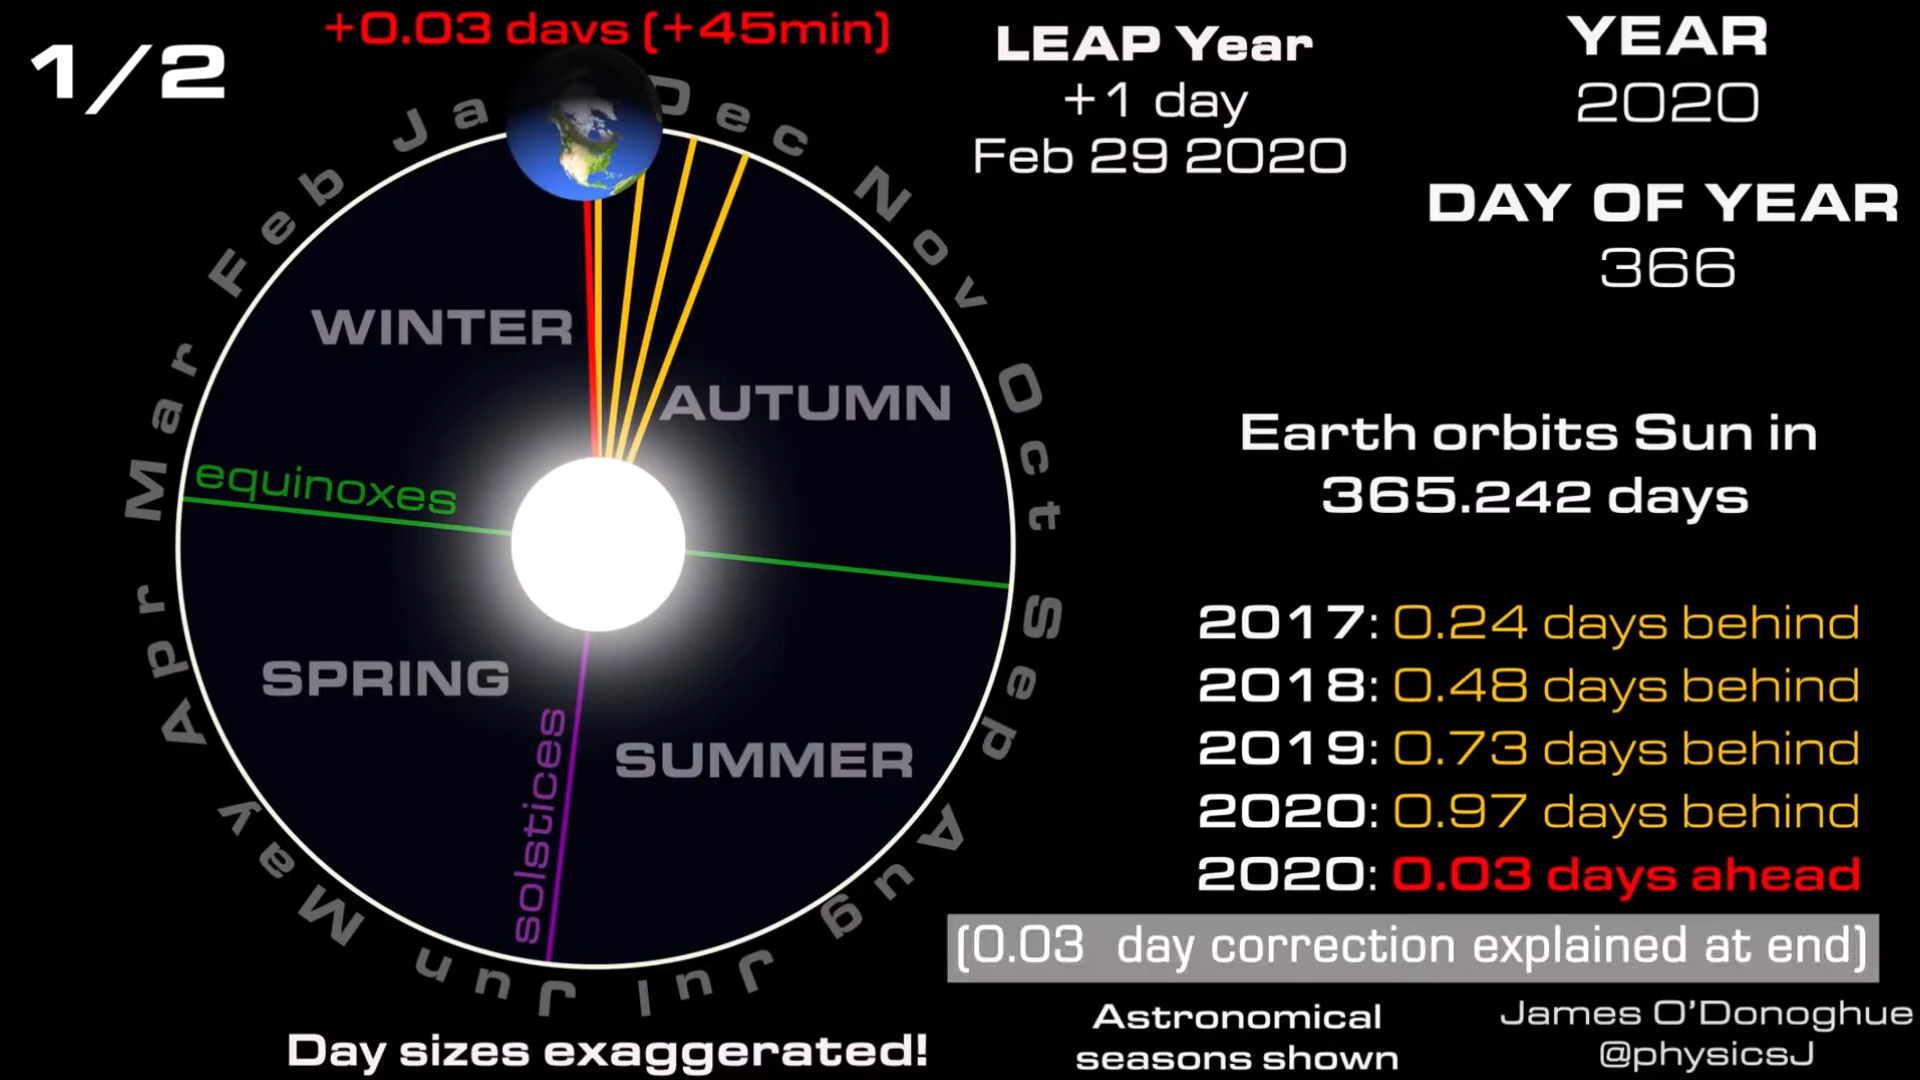 1/2
+0.03 days (+45min)
LEAP Year
+1 day
Feb 29 2020
YEAR
2020
DAY OF YEAR
366
Ja
Feb
Mar
Apr
May
Jun
Jul
Aug
Sep
Oct
Nov
Dec
WINTER
AUTUMN
equinoxes
SPRING
SUMMER
solstices
Earth orbits Sun in
365.242 days
2017: 0.24 days behind
2018: 0.48 days behind
2019: 0.73 days behind
2020: 0.97 days behind
2020: 0.03 days ahead
(0.03 day correction explained at end)
Day sizes exaggerated!
Astronomical
seasons shown
James O'Donoghue
@physicsJ